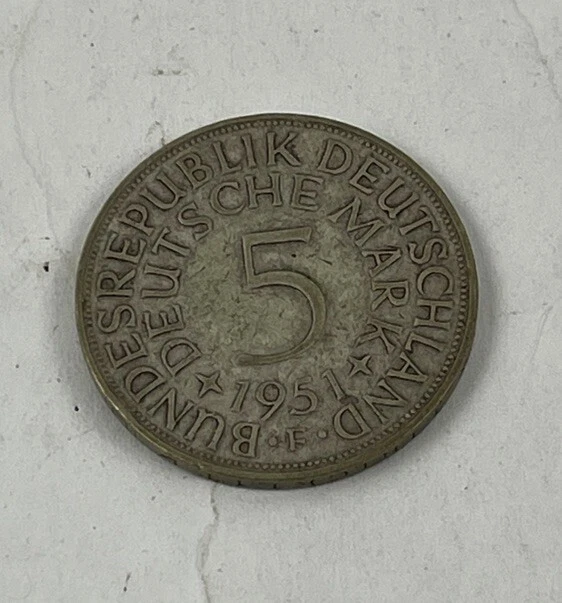 BUNDESREPUBLIK DEUTSCHLAND
DEUTSCHE MARK
5
1951
F